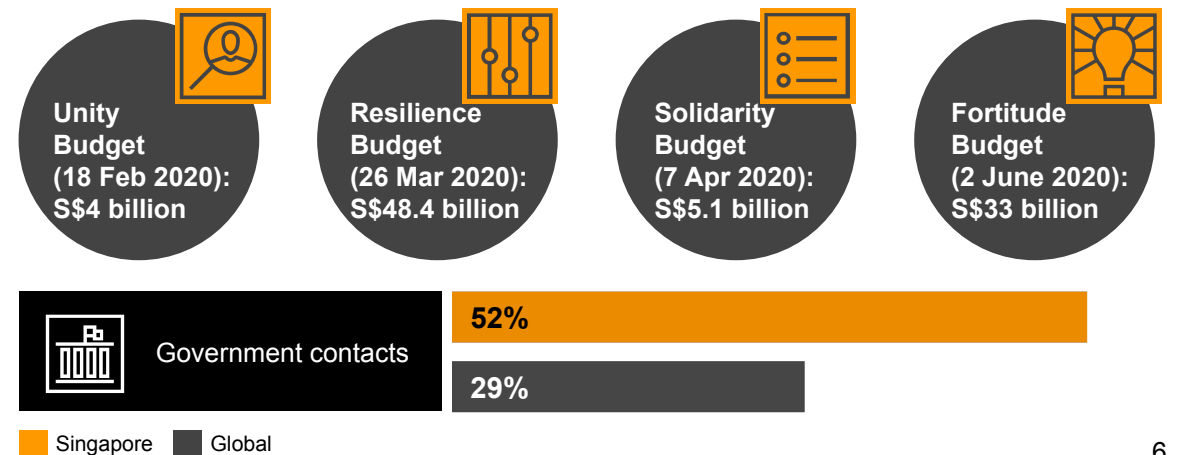 Unity
Budget
(18 Feb 2020):
S$4 billion
Resilience
Budget
(26 Mar 2020):
S$48.4 billion
Solidarity
Budget
(7 Apr 2020):
S$5.1 billion
Fortitude
Budget
(2 June 2020):
S$33 billion
Government contacts
52%
29%
Singapore
Global
6